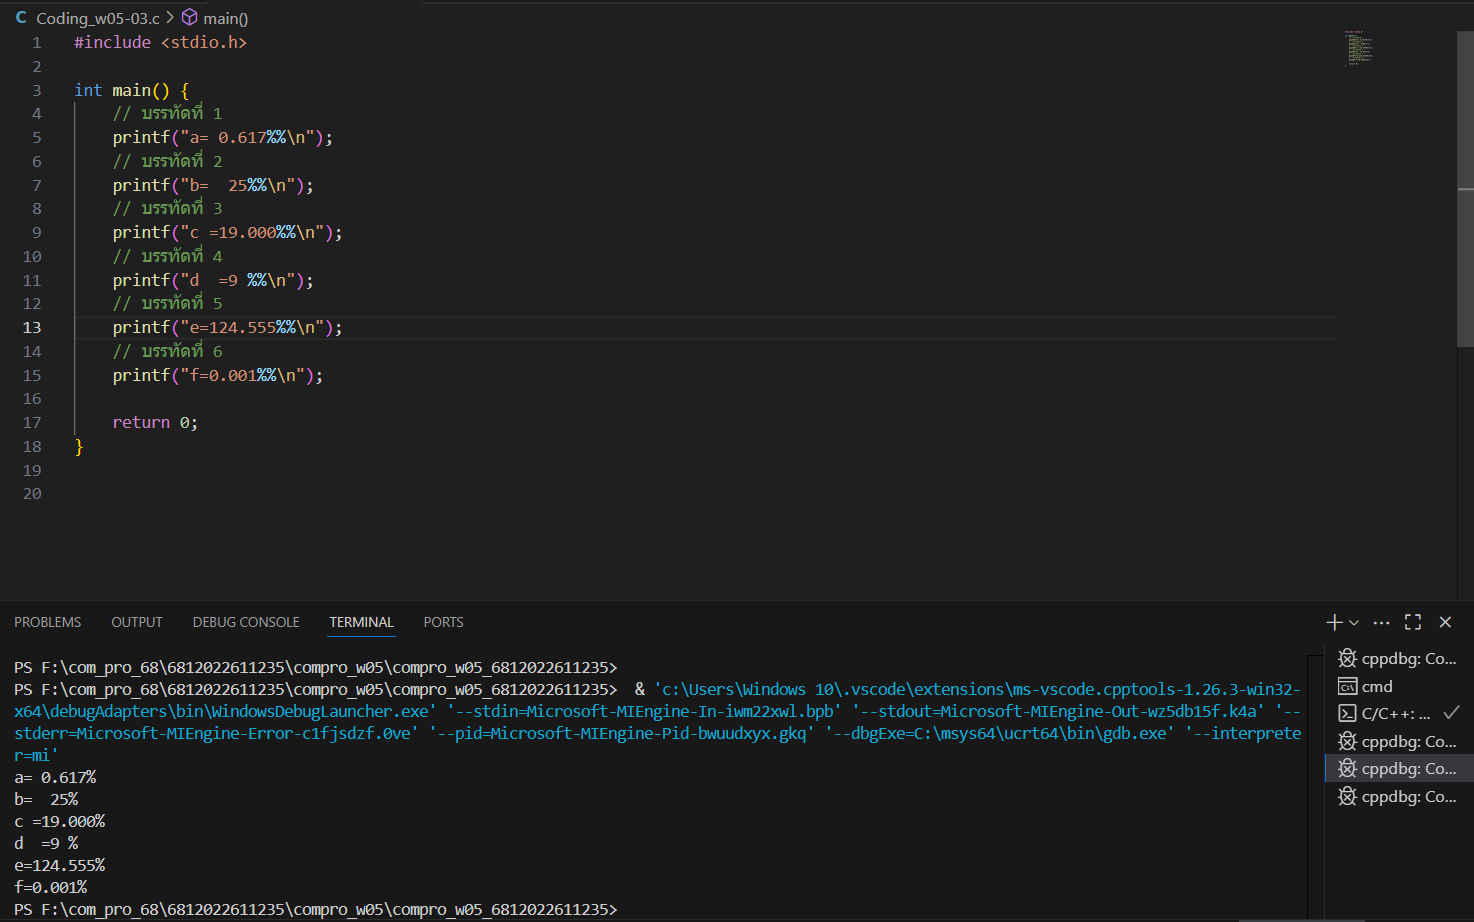 Coding_w05-03.c > main()
1 #include <stdio.h>
2
3 int main() {
4 // บรรทัดที่ 1
5 printf("a= 0.617%%\n");
6 // บรรทัดที่ 2
7 printf("b=  25%%\n");
8 // บรรทัดที่ 3
9 printf("c =19.000%%\n");
10 // บรรทัดที่ 4
11 printf("d  =9 %%\n");
12 // บรรทัดที่ 5
13 printf("e=124.555%%\n");
14 // บรรทัดที่ 6
15 printf("f=0.001%%\n");
16
17 return 0;
18 }
19
20
PROBLEMS OUTPUT DEBUG CONSOLE TERMINAL PORTS
PS F:\com_pro_68\6812022611235\compro_w05\compro_w05_6812022611235>
PS F:\com_pro_68\6812022611235\compro_w05\compro_w05_6812022611235>  & 'c:\Users\Windows 10\.vscode\extensions\ms-vscode.cpptools-1.26.3-win32-
x64\debugAdapters\bin\WindowsDebugLauncher.exe' '--stdin=Microsoft-MIEngine-In-iwm22xwl.bpb' '--stdout=Microsoft-MIEngine-Out-wz5db15f.k4a' '--
stderr=Microsoft-MIEngine-Error-c1fjsdzf.0ve' '--pid=Microsoft-MIEngine-Pid-bwuudxyx.gkq' '--dbgExe=C:\msys64\ucrt64\bin\gdb.exe' '--interprete
r=mi'
a= 0.617%
b=  25%
c =19.000%
d  =9 %
e=124.555%
f=0.001%
PS F:\com_pro_68\6812022611235\compro_w05\compro_w05_6812022611235>
cppdbg: Co...
cmd
C/C++: ...
cppdbg: Co...
cppdbg: Co...
cppdbg: Co...